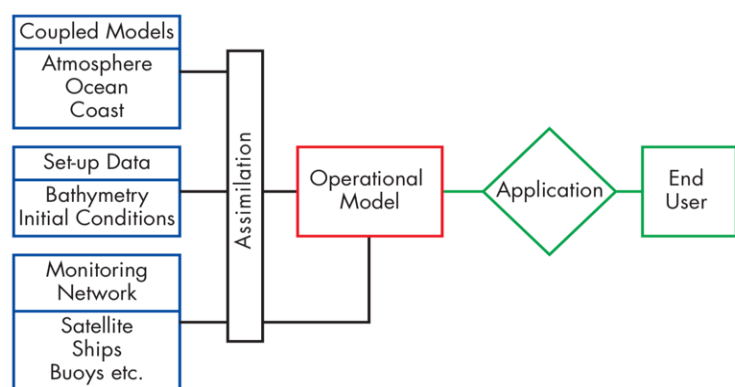 Coupled Models
Atmosphere
Ocean
Coast
Set-up Data
Bathymetry
Initial Conditions
Monitoring
Network
Satellite
Ships
Buoys etc.
Assimilation
Operational
Model
Application
End
User